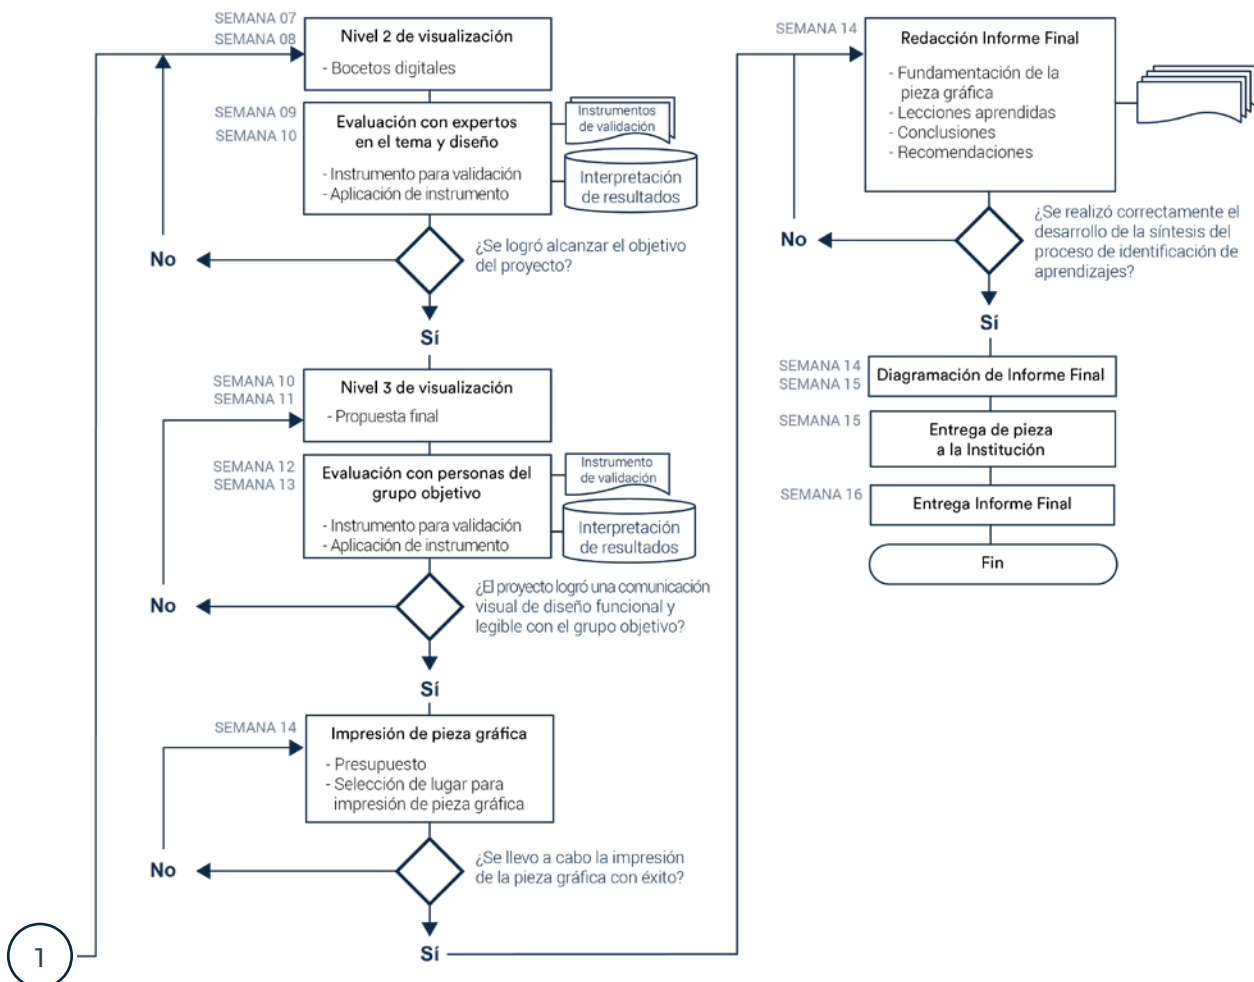 SEMANA 07
SEMANA 08
Nivel 2 de visualización
- Bocetos digitales
SEMANA 09
SEMANA 10
Evaluación con expertos
en el tema y diseño
- Instrumento para validación
- Aplicación de instrumento
Instrumentos
de validación
Interpretación
de resultados
¿Se logró alcanzar el objetivo
del proyecto?
No
Sí
SEMANA 10
SEMANA 11
Nivel 3 de visualización
- Propuesta final
SEMANA 12
SEMANA 13
Evaluación con personas del
grupo objetivo
- Instrumento para validación
- Aplicación de instrumento
Instrumento
de validación
Interpretación
de resultados
¿El proyecto logró una comunicación
visual de diseño funcional y
legible con el grupo objetivo?
No
Sí
SEMANA 14
Impresión de pieza gráfica
- Presupuesto
- Selección de lugar para
impresión de pieza gráfica
¿Se llevo a cabo la impresión
de la pieza gráfica con éxito?
No
Sí
1
SEMANA 14
Redacción Informe Final
- Fundamentación de la
pieza gráfica
- Lecciones aprendidas
- Conclusiones
- Recomendaciones
¿Se realizó correctamente el
desarrollo de la síntesis del
proceso de identificación de
aprendizajes?
No
Sí
SEMANA 14
SEMANA 15
Diagramación de Informe Final
SEMANA 15
Entrega de pieza
a la Institución
SEMANA 16
Entrega Informe Final
Fin